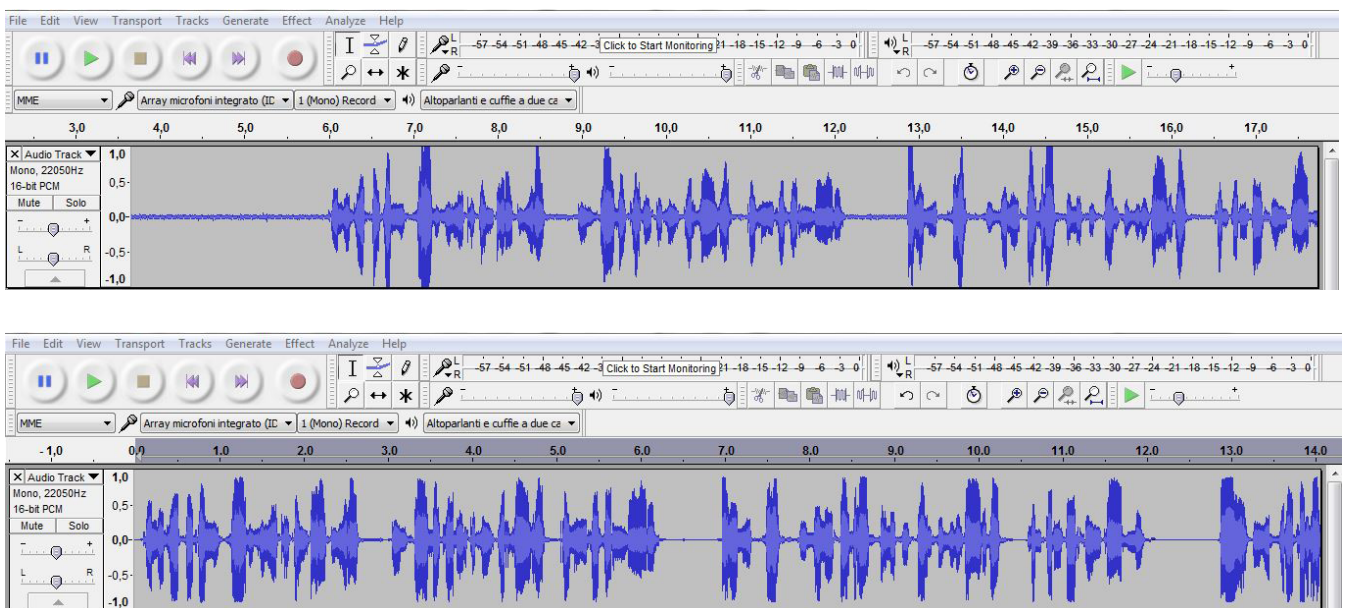 File Edit View Transport Tracks Generate Effect Analyze Help
L R -57 -54 -51 -48 -45 -42 -3 Click to Start Monitoring 21 -18 -15 -12 -9 -6 -3 0 L R -57 -54 -51 -48 -45 -42 -39 -36 -33 -30 -27 -24 -21 -18 -15 -12 -9 -6 -3 0
- + - + - +
MME Array microfoni integrato (IC 1 (Mono) Record Altoparlanti e cuffie a due ca
3,0 4,0 5,0 6,0 7,0 8,0 9,0 10,0 11,0 12,0 13,0 14,0 15,0 16,0 17,0
X Audio Track 1,0
Mono, 22050Hz
16-bit PCM 0,5-
Mute Solo
- + 0,0-
L R -0,5-
-1,0
File Edit View Transport Tracks Generate Effect Analyze Help
L R -57 -54 -51 -48 -45 -42 -3 Click to Start Monitoring 21 -18 -15 -12 -9 -6 -3 0 L R -57 -54 -51 -48 -45 -42 -39 -36 -33 -30 -27 -24 -21 -18 -15 -12 -9 -6 -3 0
- + - + - +
MME Array microfoni integrato (IC 1 (Mono) Record Altoparlanti e cuffie a due ca
- 1,0 0,0 1.0 2.0 3.0 4.0 5.0 6.0 7.0 8.0 9.0 10.0 11.0 12.0 13.0 14.0
X Audio Track 1,0
Mono, 22050Hz
16-bit PCM 0,5-
Mute Solo
- + 0,0-
L R -0,5-
-1,0